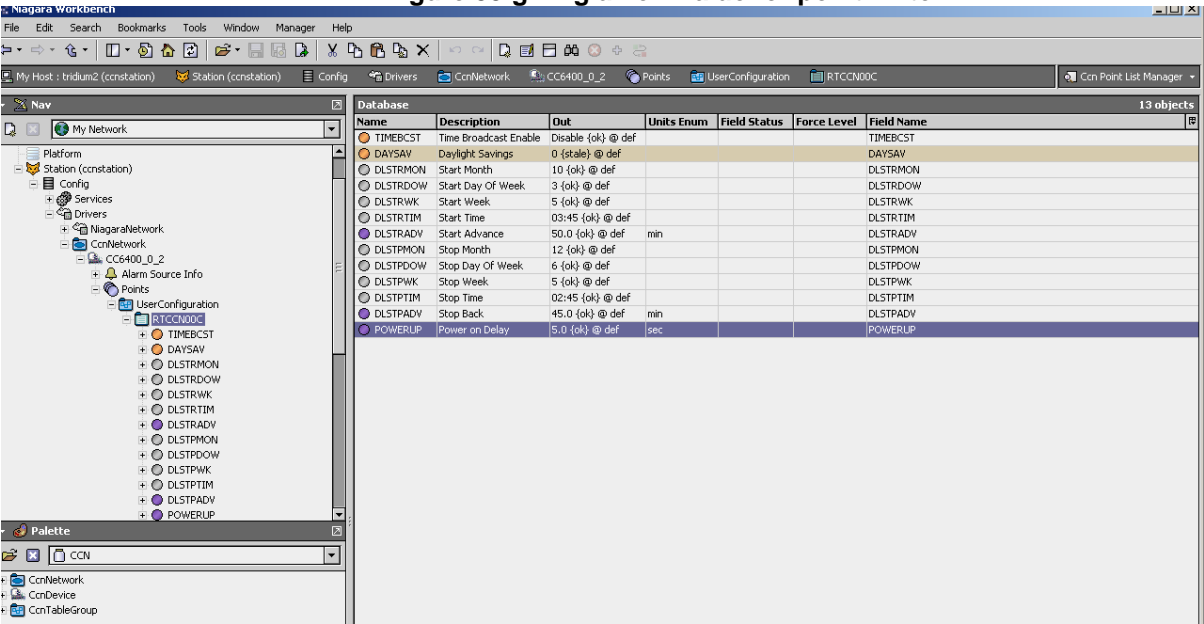 Niagara Workbench
File Edit Search Bookmarks Tools Window Manager Help
My Host : tridium2 (ccnstation) Station (ccnstation) Config Drivers CcnNetwork CC6400_0_2 Points UserConfiguration RTCCN00C Ccn Point List Manager
Nav
My Network
Platform
Station (ccnstation)
Config
Services
Drivers
NiagaraNetwork
CcnNetwork
CC6400_0_2
Alarm Source Info
Points
UserConfiguration
RTCCN00C
TIMEBCST
DAYSAV
DLSTRMON
DLSTRDOW
DLSTRWK
DLSTRTIM
DLSTRADV
DLSTPMON
DLSTPDOW
DLSTPWK
DLSTPTIM
DLSTPADV
POWERUP
Palette
CCN
CcnNetwork
CcnDevice
CcnTableGroup
Database 13 objects
Name Description Out Units Enum Field Status Force Level Field Name
TIMEBCST Time Broadcast Enable Disable {ok} @ def TIMEBCST
DAYSAV Daylight Savings 0 {stale} @ def DAYSAV
DLSTRMON Start Month 10 {ok} @ def DLSTRMON
DLSTRDOW Start Day Of Week 3 {ok} @ def DLSTRDOW
DLSTRWK Start Week 5 {ok} @ def DLSTRWK
DLSTRTIM Start Time 03:45 {ok} @ def DLSTRTIM
DLSTRADV Start Advance 50.0 {ok} @ def min DLSTRADV
DLSTPMON Stop Month 12 {ok} @ def DLSTPMON
DLSTPDOW Stop Day Of Week 6 {ok} @ def DLSTPDOW
DLSTPWK Stop Week 5 {ok} @ def DLSTPWK
DLSTPTIM Stop Time 02:45 {ok} @ def DLSTPTIM
DLSTPADV Stop Back 45.0 {ok} @ def min DLSTPADV
POWERUP Power on Delay 5.0 {ok} @ def sec POWERUP